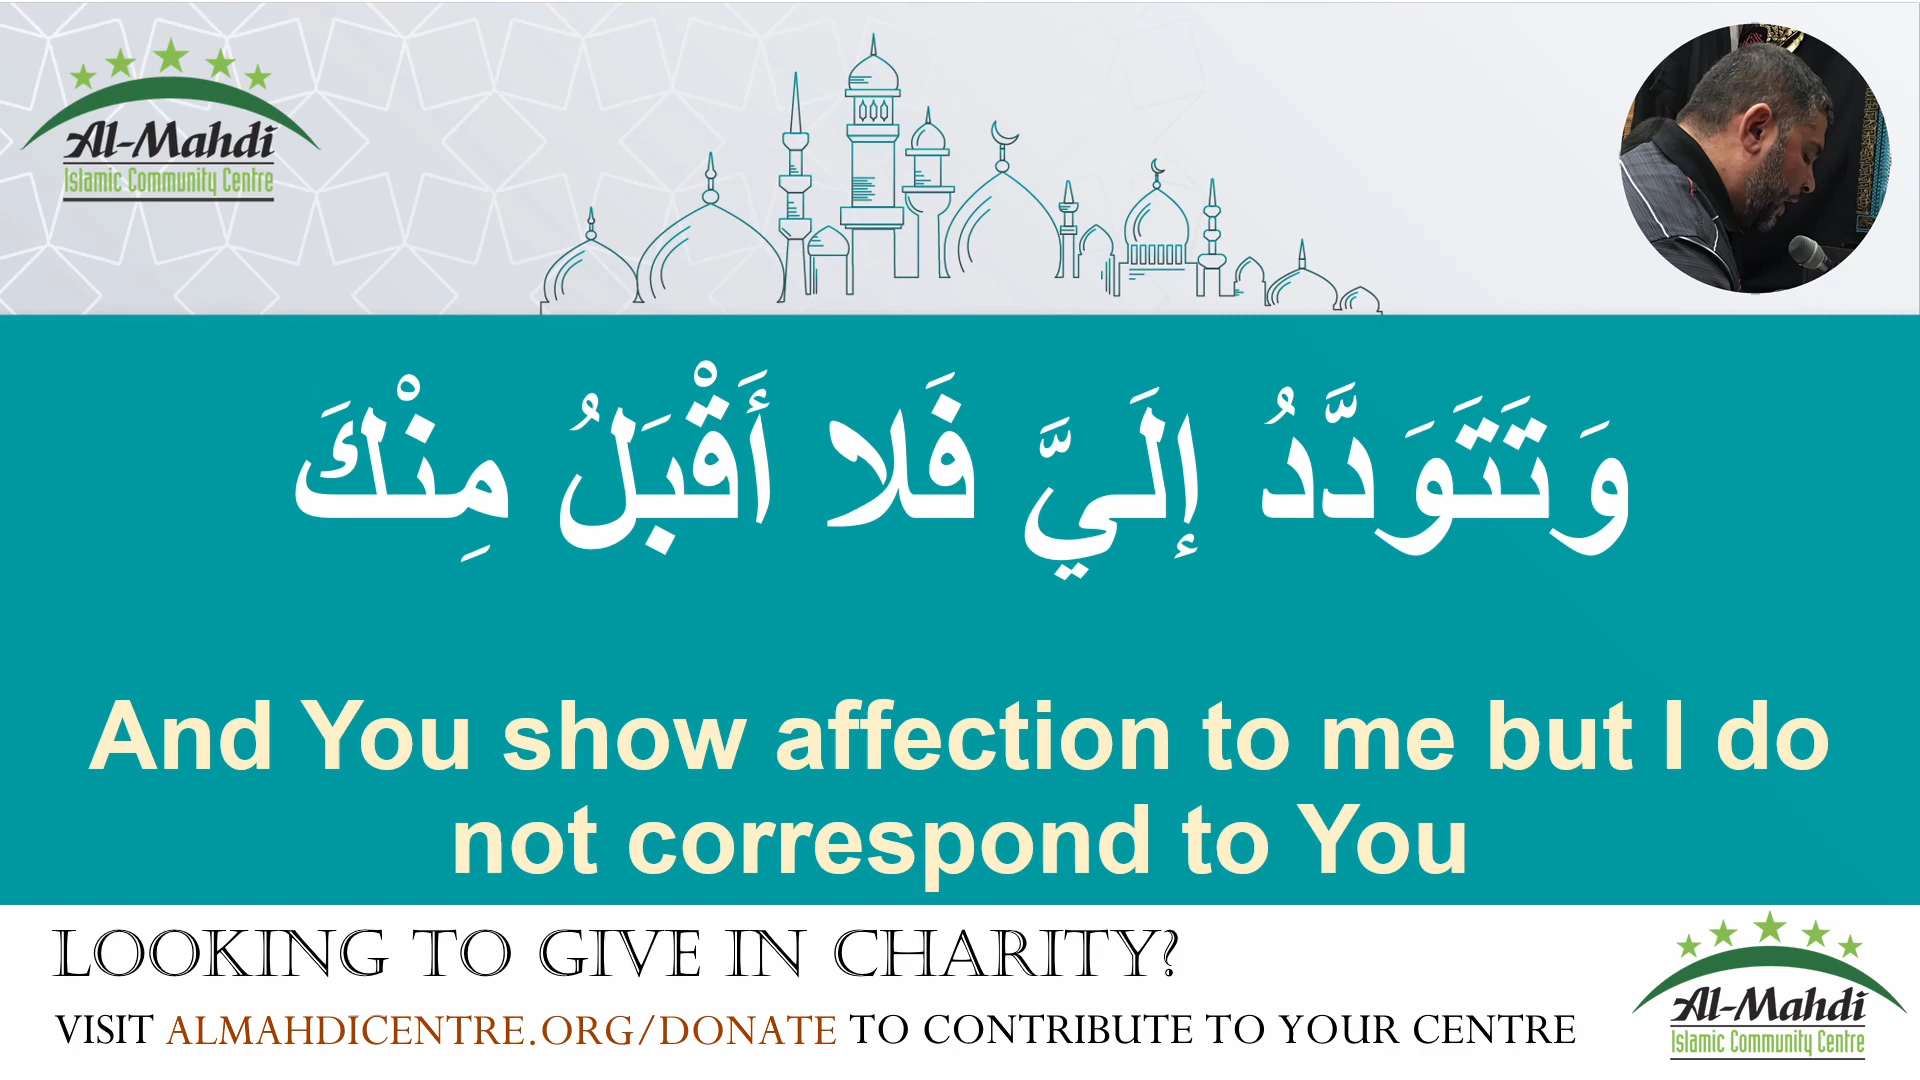 Al-Mahdi
Islamic Community Centre
وَتَتَوَدَّدُ إِلَيَّ فَلا أَقْبَلُ مِنْكَ
And You show affection to me but I do
not correspond to You
LOOKING TO GIVE IN CHARITY?
VISIT ALMAHDICENTRE.ORG/DONATE TO CONTRIBUTE TO YOUR CENTRE
Al-Mahdi
Islamic Community Centre